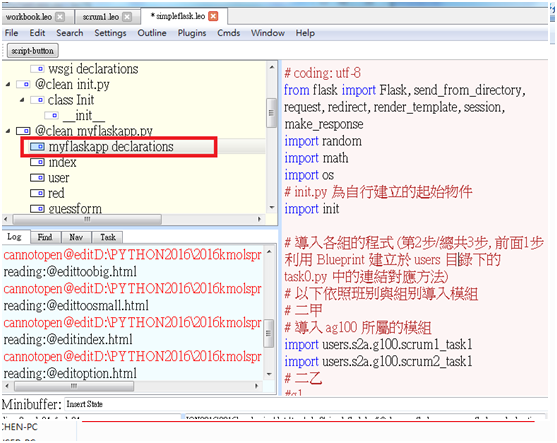 workbook.leo
scrum1.leo
* simpleflask.leo
File Edit Search Settings Outline Plugins Cmds Window Help
script-button
wsgi declarations
@clean init.py
class Init
__init__
@clean myflaskapp.py
myflaskapp declarations
index
user
red
guessform
Log Find Nav Task
cannotopen@editD:\PYTHON2016\2016kmolspr
reading:@edittoobig.html
cannotopen@editD:\PYTHON2016\2016kmolspr
reading:@edittoosmall.html
cannotopen@editD:\PYTHON2016\2016kmolspr
reading:@editindex.html
cannotopen@editD:\PYTHON2016\2016kmolspr
reading:@editoption.html
# coding: utf-8
from flask import Flask, send_from_directory,
request, redirect, render_template, session,
make_response
import random
import math
import os
# init.py 為自行建立的起始物件
import init
# 導入各組的程式 (第2步/總共3步, 前面1步
利用 Blueprint 建立於 users 目錄下的
task0.py 中的連結對應方法)
# 以下依照班別與組別導入模組
# 二甲
# 導入 ag100 所屬的模組
import users.s2a.g100.scrum1_task1
import users.s2a.g100.scrum2_task1
# 二乙
Minibuffer: Insert State
CHEN-PC